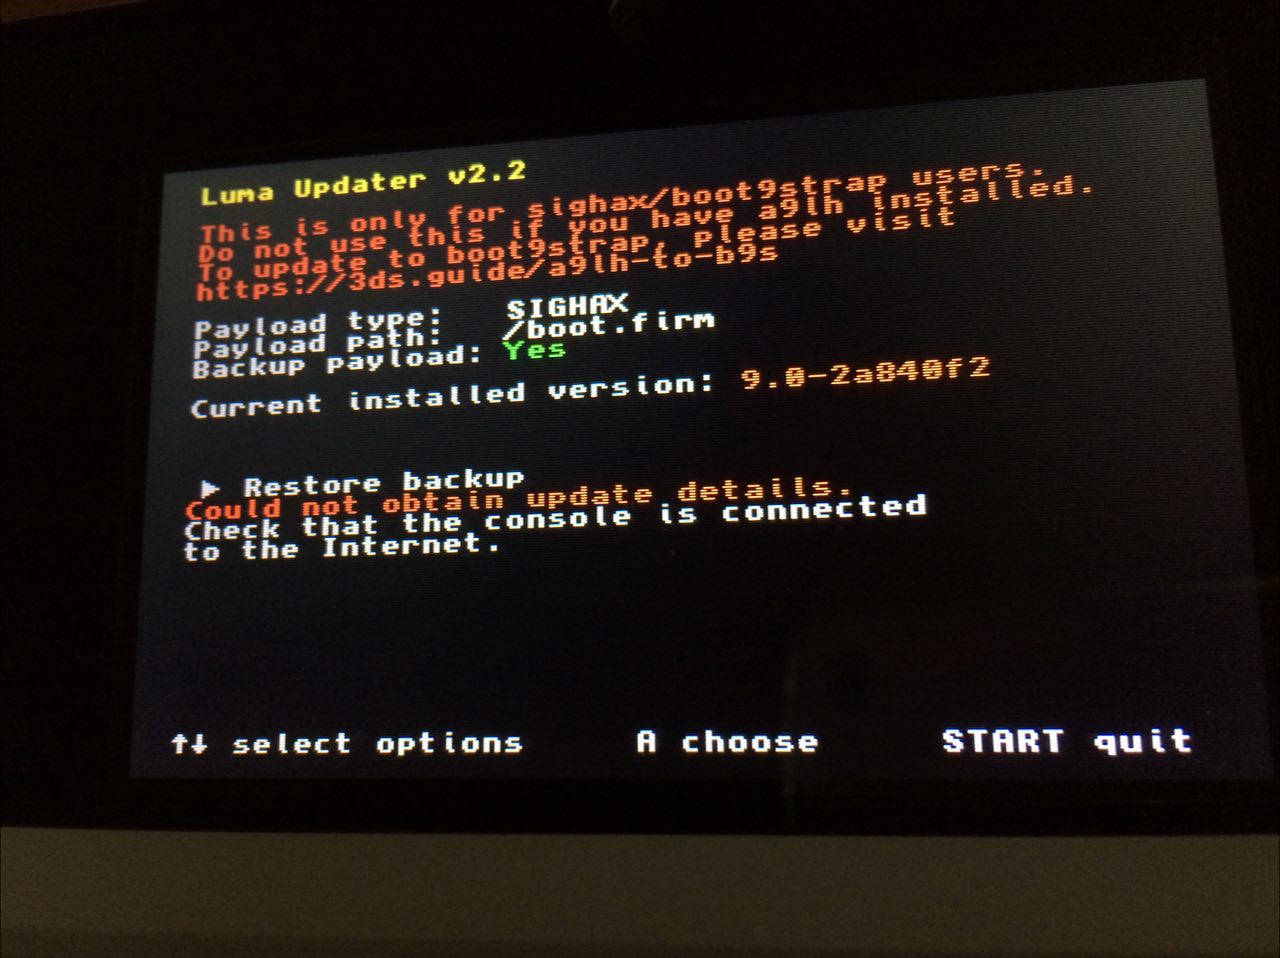 Luma Updater v2.2
This is only for sighax/boot9strap users.
Do not use this if you have a9lh installed.
To update to boot9strap, Please visit
https://3ds.guide/a9lh-to-b9s
Payload type: SIGHAX
Payload path: /boot.firm
Backup payload: Yes
Current installed version: 9.0-2a840f2
► Restore backup
Could not obtain update details.
Check that the console is connected
to the Internet.
↑↓ select options A choose START quit